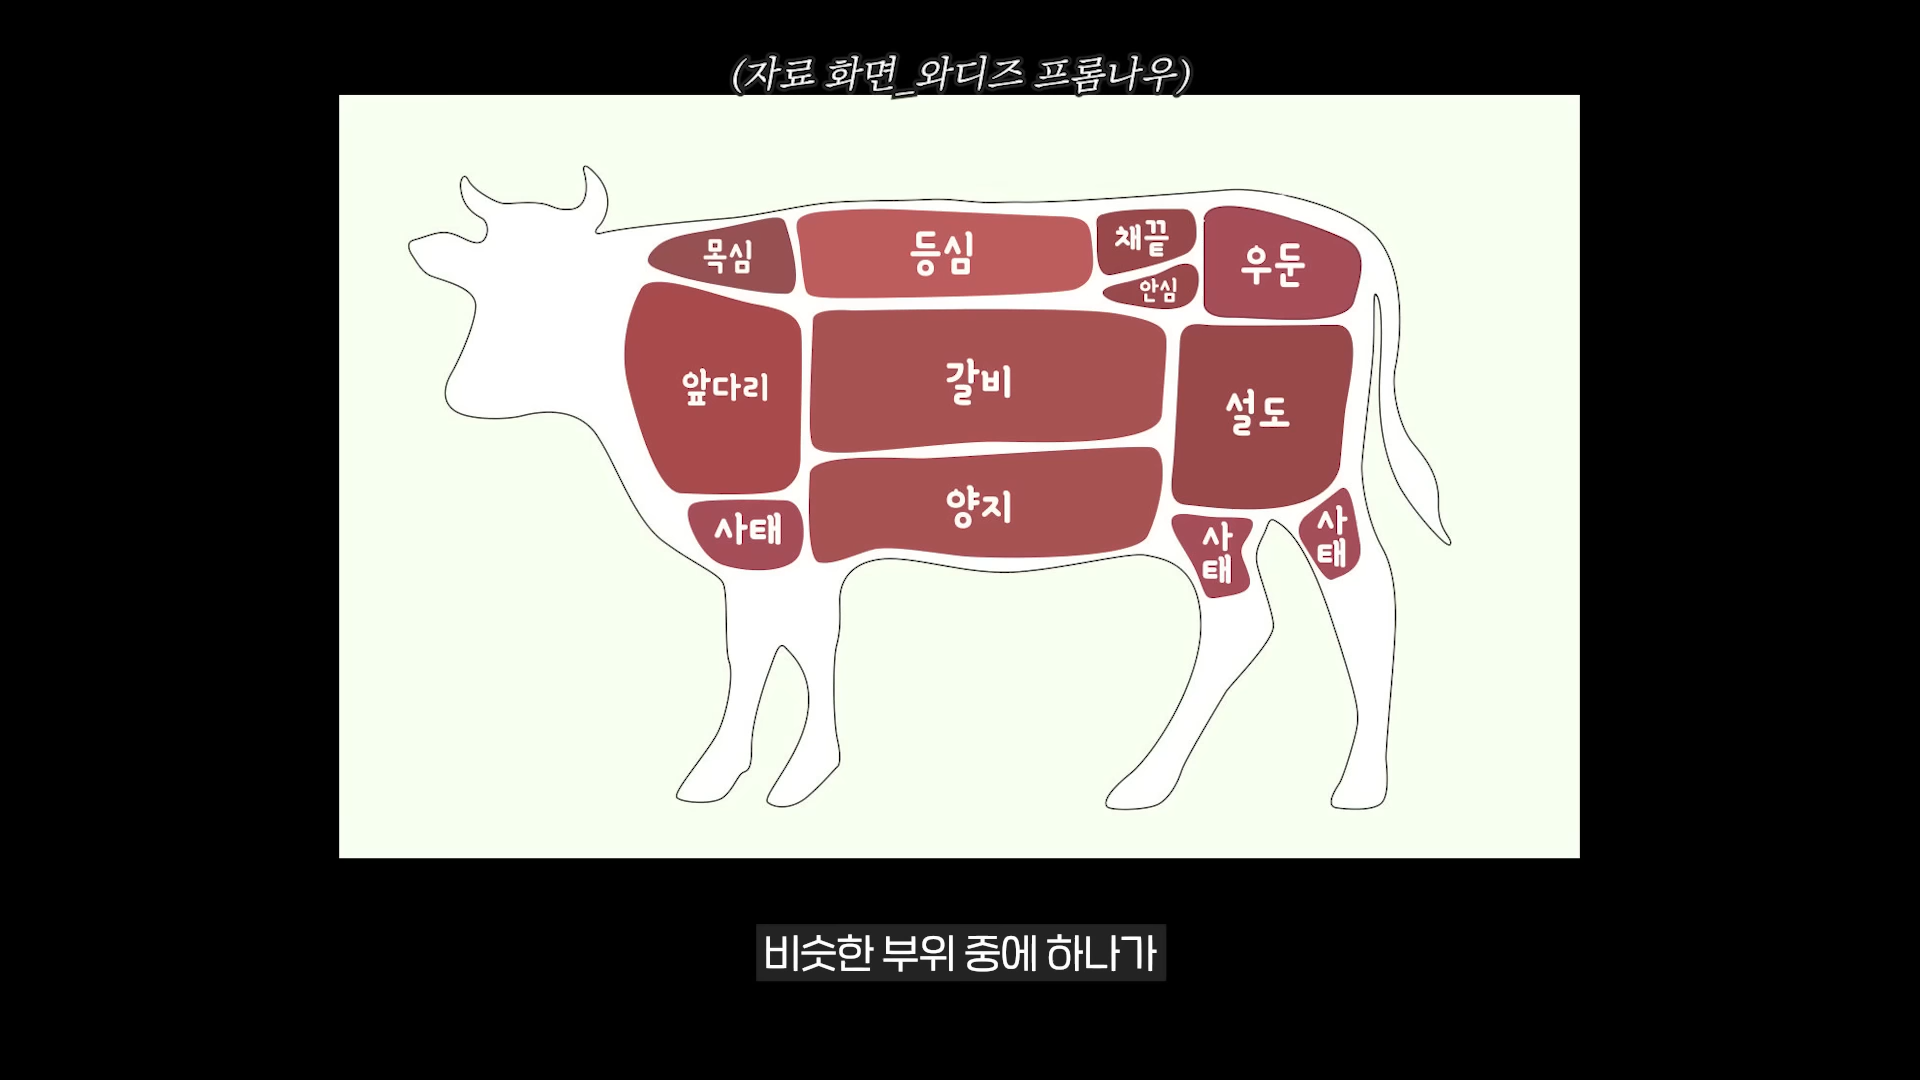 (자료 화면_와디즈 프롬나우)
목심
등심
채끝
안심
우둔
앞다리
갈비
설도
양지
사태
사
태
사
태
비슷한 부위 중에 하나가